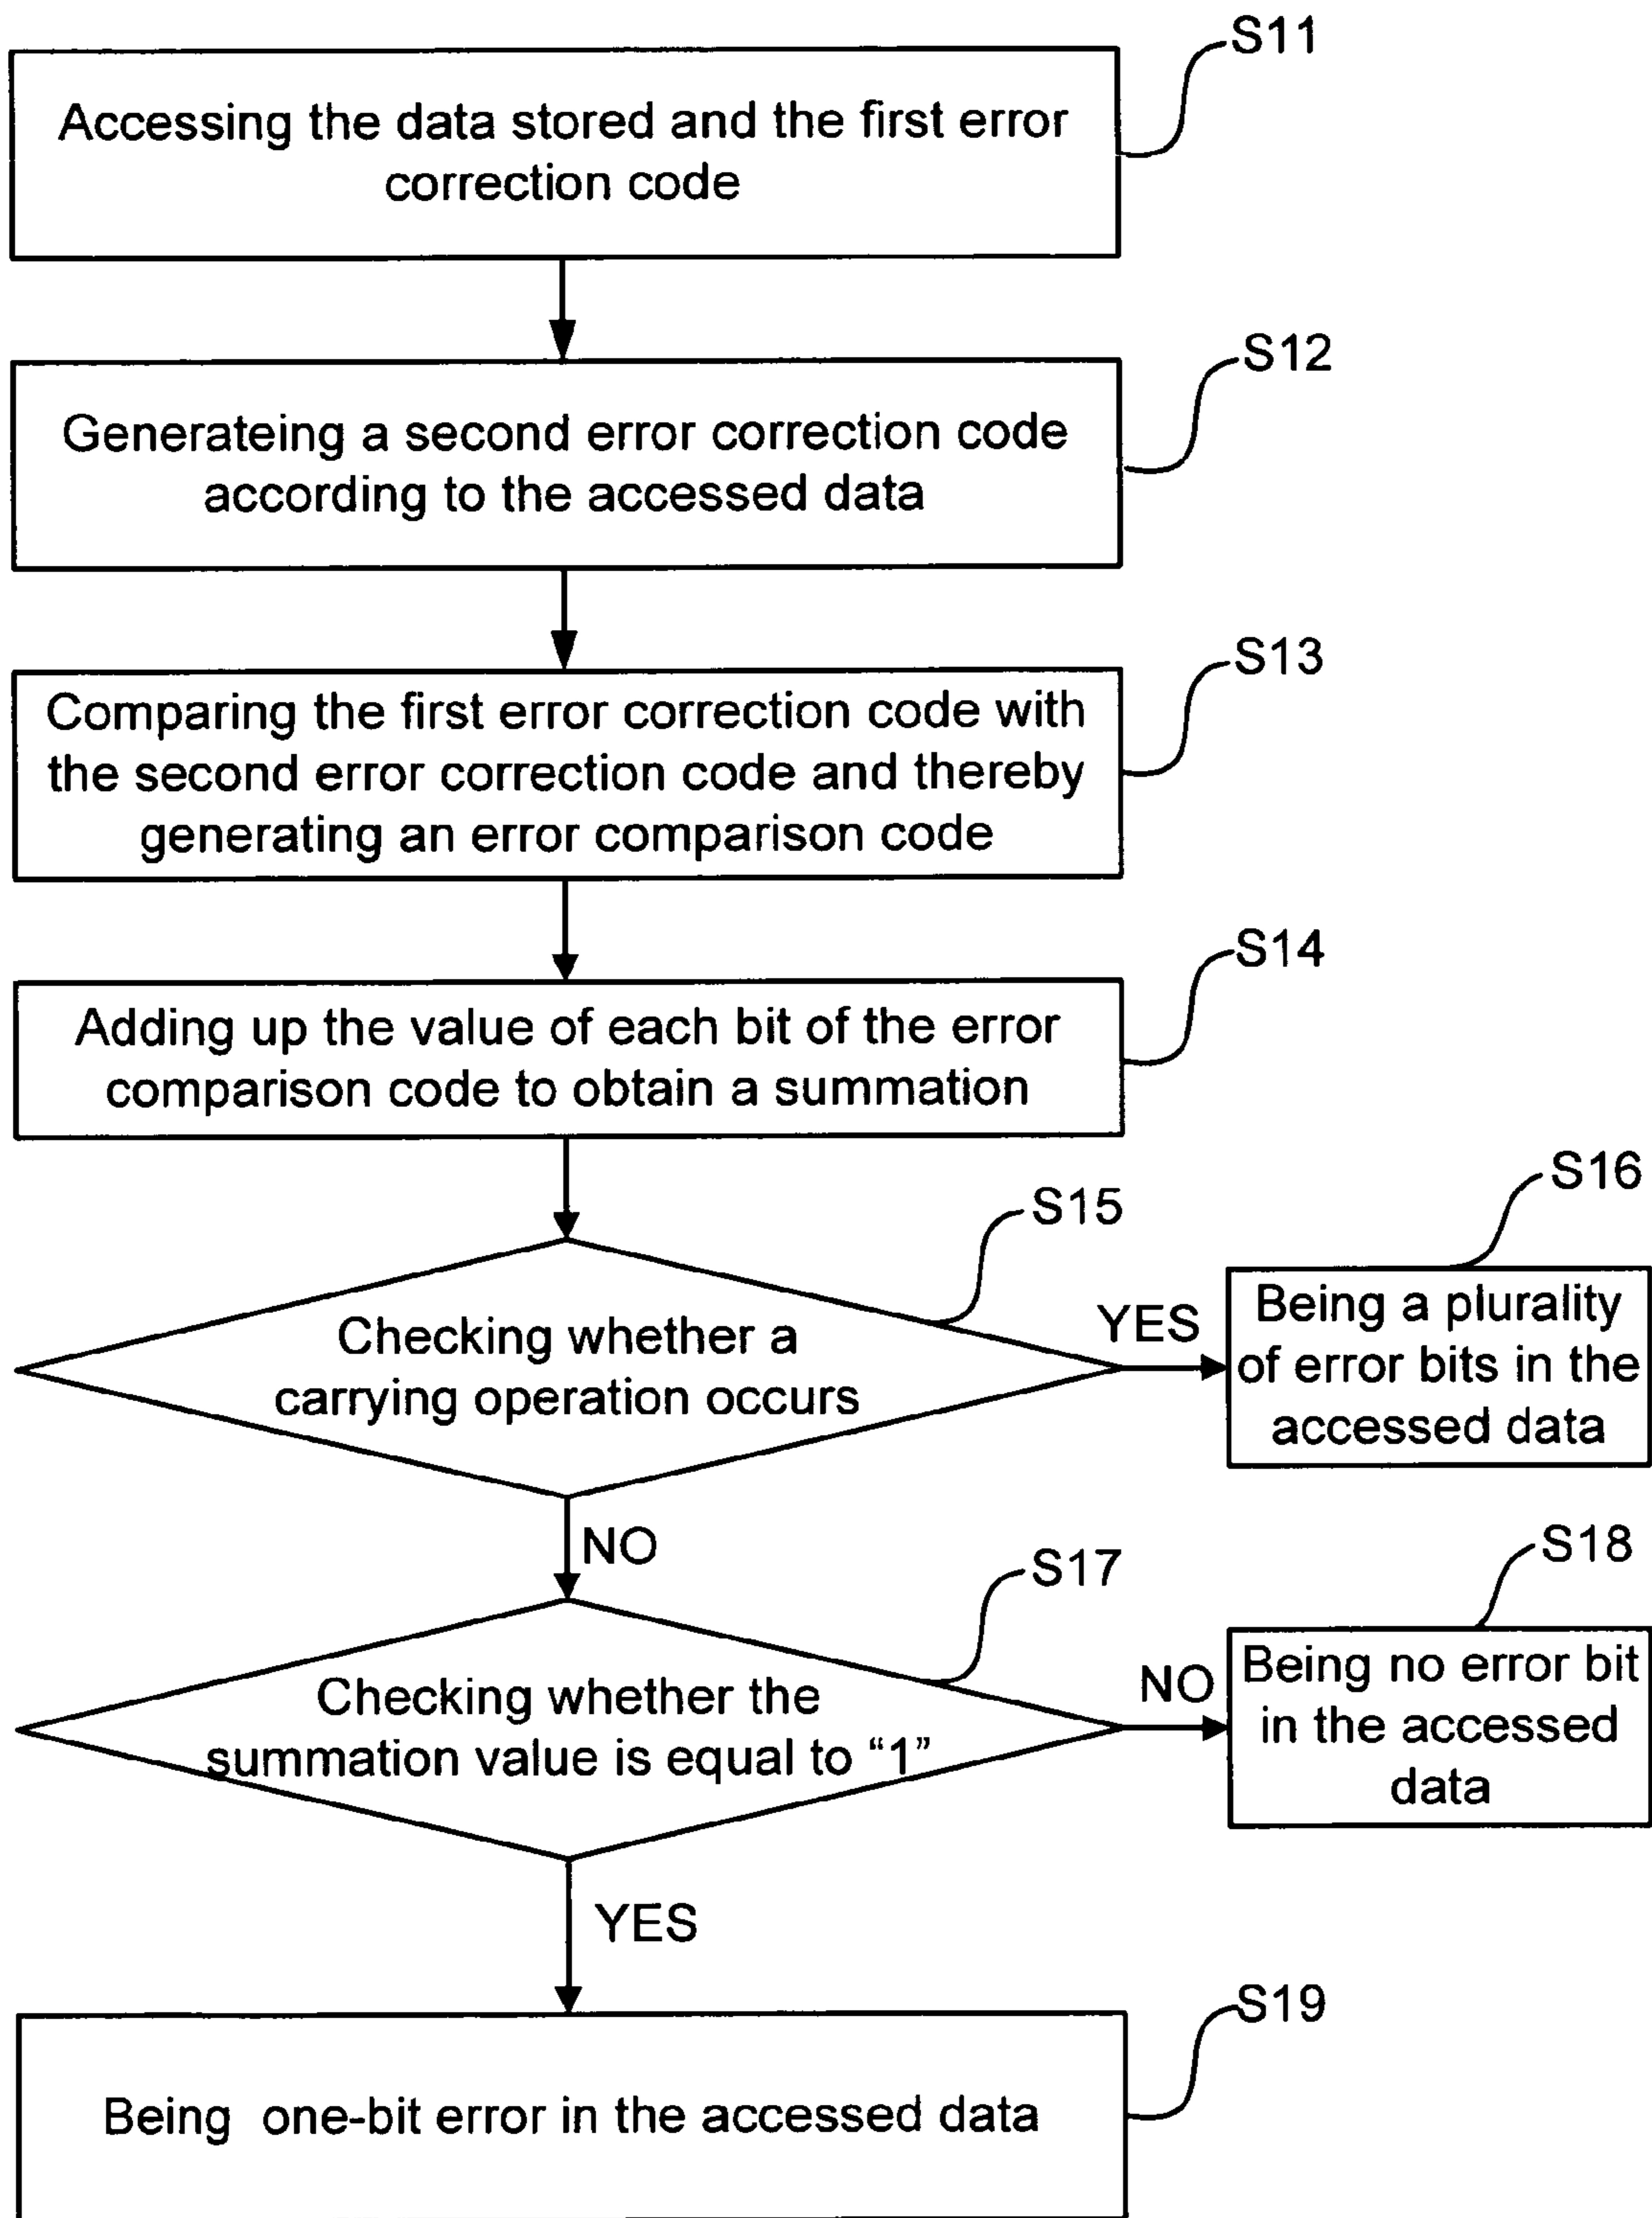 S11
Accessing the data stored and the first error
correction code
S12
Generateing a second error correction code
according to the accessed data
S13
Comparing the first error correction code with
the second error correction code and thereby
generating an error comparison code
S14
Adding up the value of each bit of the error
comparison code to obtain a summation
S15
Checking whether a
carrying operation occurs
YES
S16
Being a plurality
of error bits in the
accessed data
NO
S17
Checking whether the
summation value is equal to “1”
NO
S18
Being no error bit
in the accessed
data
YES
S19
Being one-bit error in the accessed data